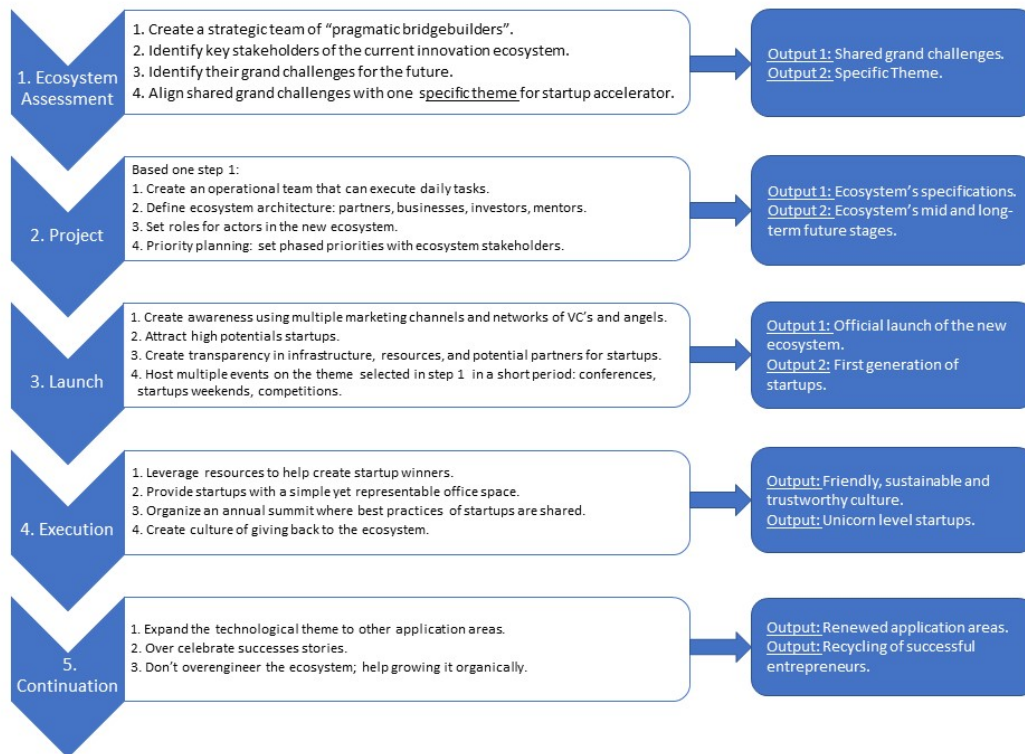 1. Ecosystem
Assessment
1. Create a strategic team of “pragmatic bridgebuilders”.
2. Identify key stakeholders of the current innovation ecosystem.
3. Identify their grand challenges for the future.
4. Align shared grand challenges with one specific theme for startup accelerator.
Output 1: Shared grand challenges.
Output 2: Specific Theme.
2. Project
Based one step 1:
1. Create an operational team that can execute daily tasks.
2. Define ecosystem architecture: partners, businesses, investors, mentors.
3. Set roles for actors in the new ecosystem.
4. Priority planning: set phased priorities with ecosystem stakeholders.
Output 1: Ecosystem’s specifications.
Output 2: Ecosystem’s mid and long-
term future stages.
3. Launch
1. Create awareness using multiple marketing channels and networks of VC’s and angels.
2. Attract high potentials startups.
3. Create transparency in infrastructure, resources, and potential partners for startups.
4. Host multiple events on the theme selected in step 1 in a short period: conferences,
startups weekends, competitions.
Output 1: Official launch of the new
ecosystem.
Output 2: First generation of
startups.
4. Execution
1. Leverage resources to help create startup winners.
2. Provide startups with a simple yet representable office space.
3. Organize an annual summit where best practices of startups are shared.
4. Create culture of giving back to the ecosystem.
Output: Friendly, sustainable and
trustworthy culture.
Output: Unicorn level startups.
5.
Continuation
1. Expand the technological theme to other application areas.
2. Over celebrate successes stories.
3. Don’t overengineer the ecosystem; help growing it organically.
Output: Renewed application areas.
Output: Recycling of successful
entrepreneurs.